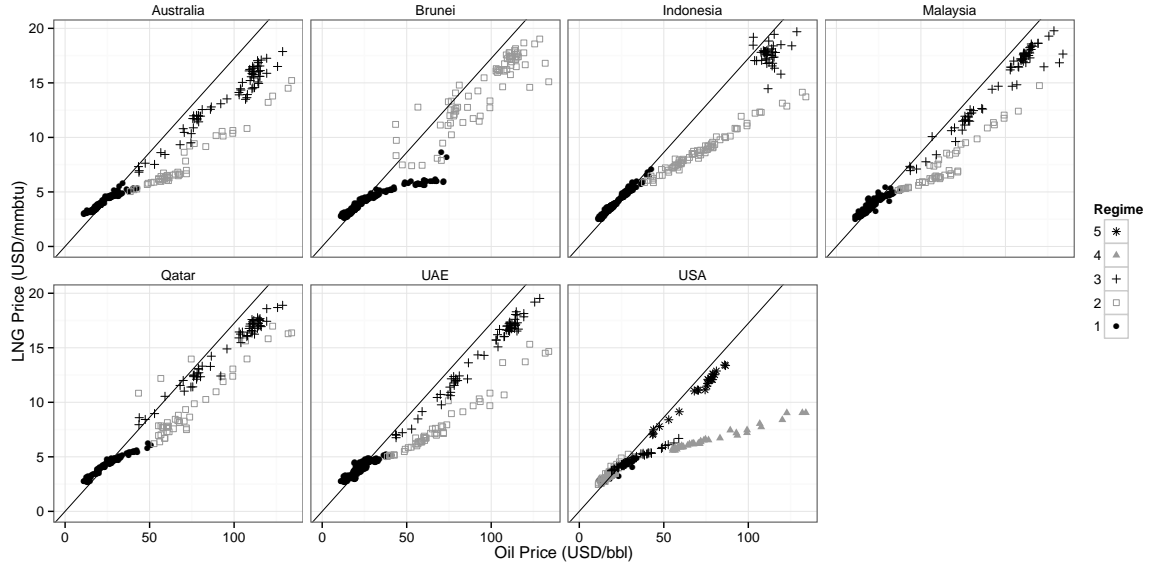 Australia
Brunei
Indonesia
Malaysia
20
15
10
5
0
Qatar
UAE
USA
20
15
10
5
0
0 50 100
0 50 100
0 50 100
LNG Price (USD/mmbtu)
Oil Price (USD/bbl)
Regime
5
4
3
2
1